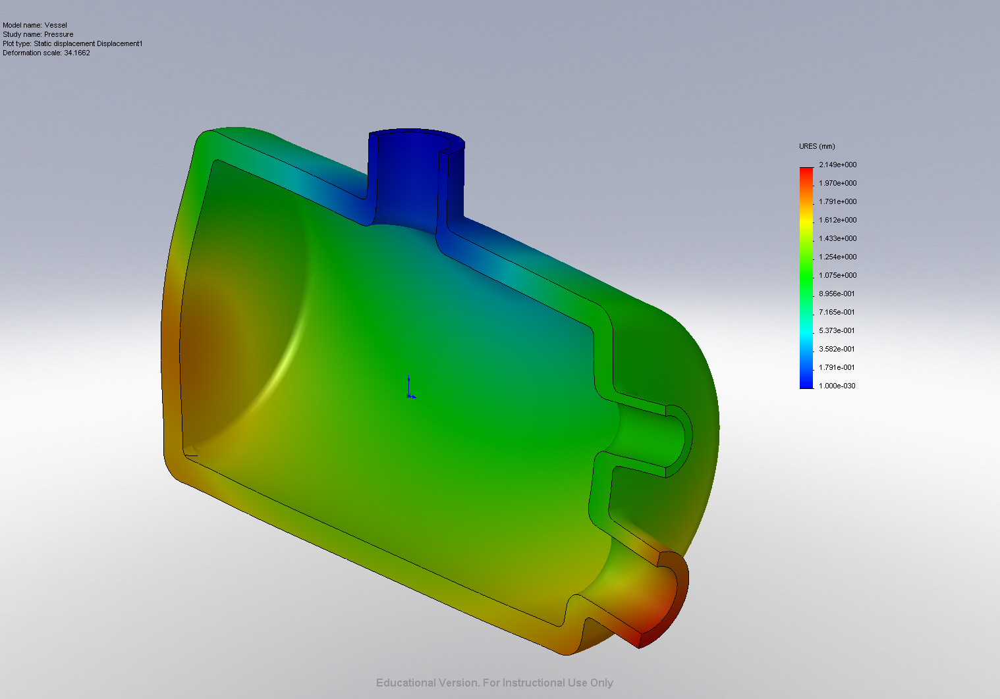 Model name: Vessel
Study name: Pressure
Plot type: Static displacement Displacement1
Deformation scale: 34.1662
URES (mm)
2.149e+000
1.970e+000
1.791e+000
1.612e+000
1.433e+000
1.254e+000
1.075e+000
8.956e-001
7.165e-001
5.373e-001
3.582e-001
1.791e-001
1.000e-030
Educational Version. For Instructional Use Only